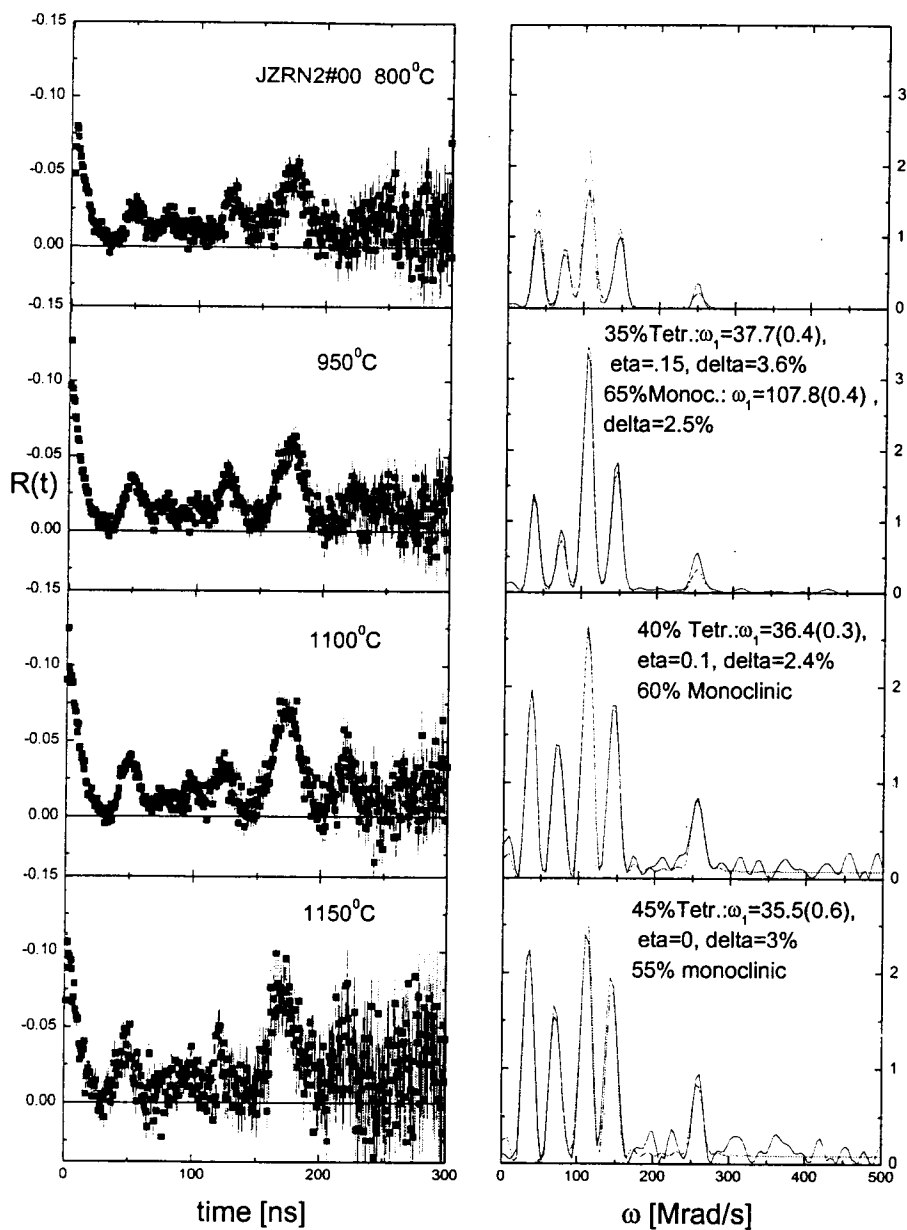 JZRN2#00 800⁰C
-0.15
-0.10
-0.05
0.00
-0.15
3
2
1
0
950⁰C
-0.10
-0.05
R(t)
0.00
-0.15
35%Tetr.:ω₁=37.7(0.4),
eta=.15, delta=3.6%
65%Monoc.: ω₁=107.8(0.4) ,
delta=2.5%
3
2
1
0
1100⁰C
-0.10
-0.05
0.00
-0.15
40% Tetr.:ω₁=36.4(0.3),
eta=0.1, delta=2.4%
60% Monoclinic
2
1
0
1150⁰C
-0.10
-0.05
0.00
0 100 200 300
time [ns]
45%Tetr.:ω₁=35.5(0.6),
eta=0, delta=3%
55% monoclinic
2
1
0
0 100 200 300 400 500
ω [Mrad/s]